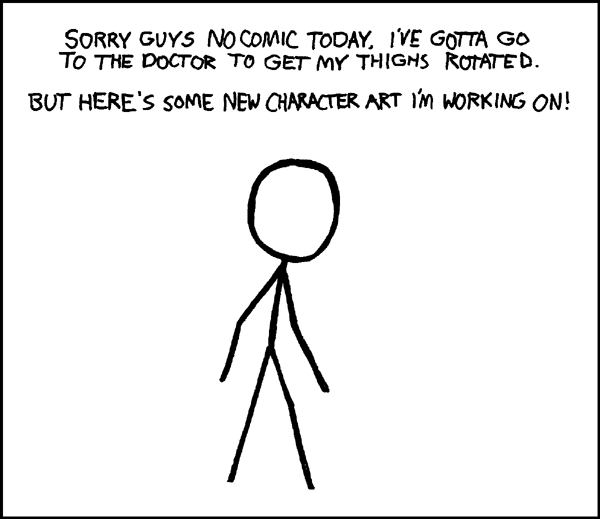 SORRY GUYS NO COMIC TODAY. I'VE GOTTA GO
TO THE DOCTOR TO GET MY THIGHS ROTATED.
BUT HERE'S SOME NEW CHARACTER ART I'M WORKING ON!